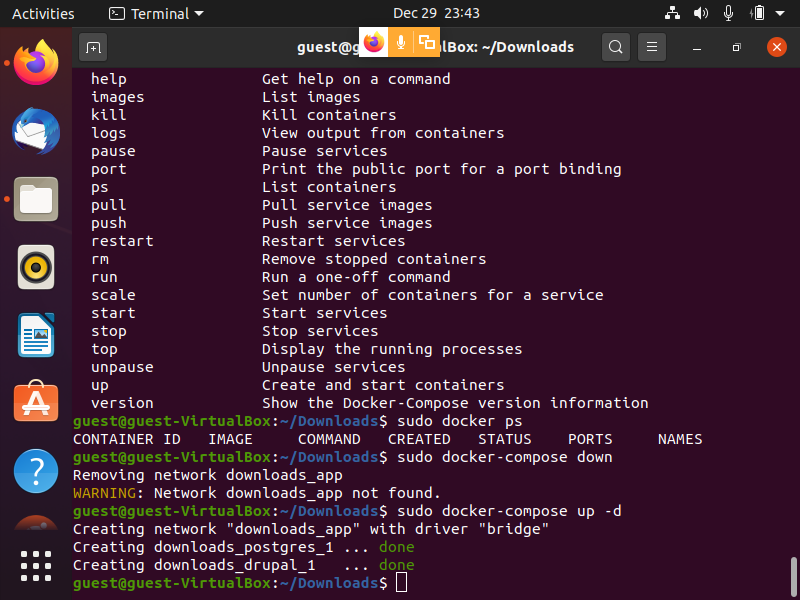 Activities Terminal Dec 29 23:43
guest@g lBox: ~/Downloads
help Get help on a command
images List images
kill Kill containers
logs View output from containers
pause Pause services
port Print the public port for a port binding
ps List containers
pull Pull service images
push Push service images
restart Restart services
rm Remove stopped containers
run Run a one-off command
scale Set number of containers for a service
start Start services
stop Stop services
top Display the running processes
unpause Unpause services
up Create and start containers
version Show the Docker-Compose version information
guest@guest-VirtualBox:~/Downloads$ sudo docker ps
CONTAINER ID IMAGE COMMAND CREATED STATUS PORTS NAMES
guest@guest-VirtualBox:~/Downloads$ sudo docker-compose down
Removing network downloads_app
WARNING: Network downloads_app not found.
guest@guest-VirtualBox:~/Downloads$ sudo docker-compose up -d
Creating network "downloads_app" with driver "bridge"
Creating downloads_postgres_1 ... done
Creating downloads_drupal_1 ... done
guest@guest-VirtualBox:~/Downloads$